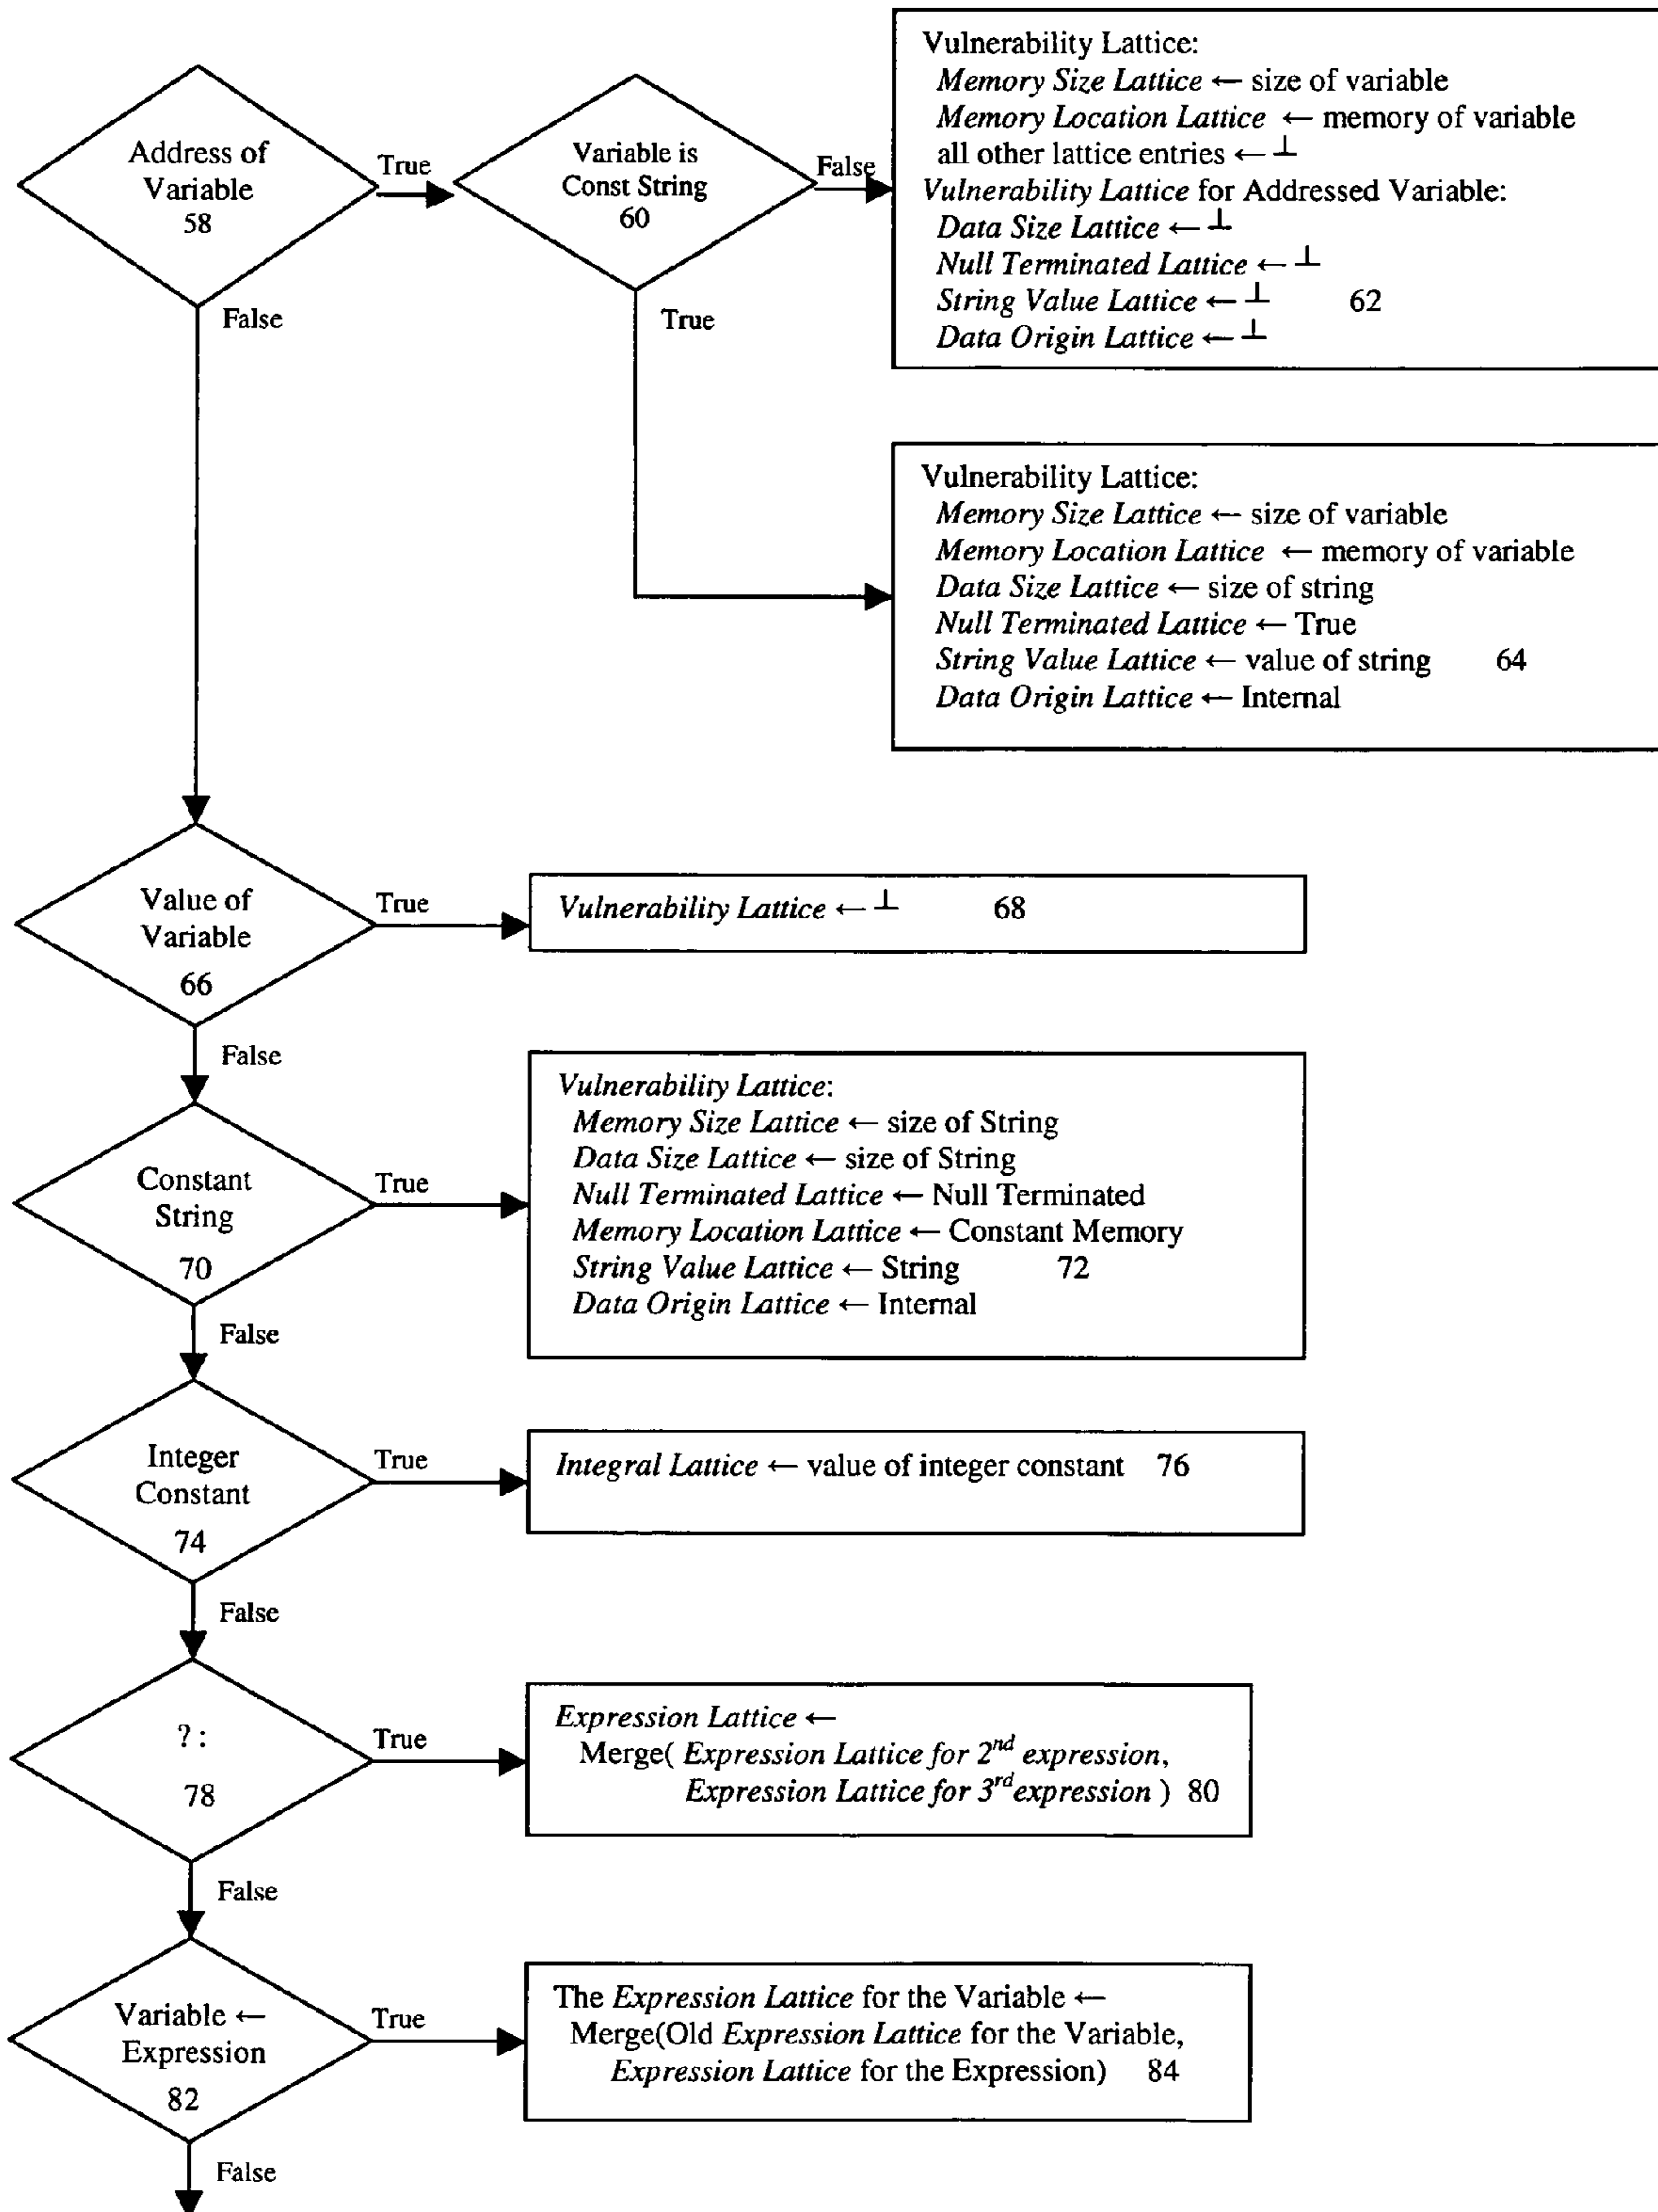 Address of
Variable
58
True
False
Variable is
Const String
60
False
True
Vulnerability Lattice:
Memory Size Lattice ← size of variable
Memory Location Lattice ← memory of variable
all other lattice entries ← ⊥
Vulnerability Lattice for Addressed Variable:
Data Size Lattice ← ⊥
Null Terminated Lattice ← ⊥
String Value Lattice ← ⊥ 62
Data Origin Lattice ← ⊥
Vulnerability Lattice:
Memory Size Lattice ← size of variable
Memory Location Lattice ← memory of variable
Data Size Lattice ← size of string
Null Terminated Lattice ← True
String Value Lattice ← value of string 64
Data Origin Lattice ← Internal
Value of
Variable
66
True
False
Vulnerability Lattice ← ⊥ 68
Constant
String
70
True
False
Vulnerability Lattice:
Memory Size Lattice ← size of String
Data Size Lattice ← size of String
Null Terminated Lattice ← Null Terminated
Memory Location Lattice ← Constant Memory
String Value Lattice ← String 72
Data Origin Lattice ← Internal
Integer
Constant
74
True
False
Integral Lattice ← value of integer constant 76
? :
78
True
False
Expression Lattice ←
Merge( Expression Lattice for 2nd expression,
Expression Lattice for 3rd expression ) 80
Variable ←
Expression
82
True
False
The Expression Lattice for the Variable ←
Merge(Old Expression Lattice for the Variable,
Expression Lattice for the Expression) 84